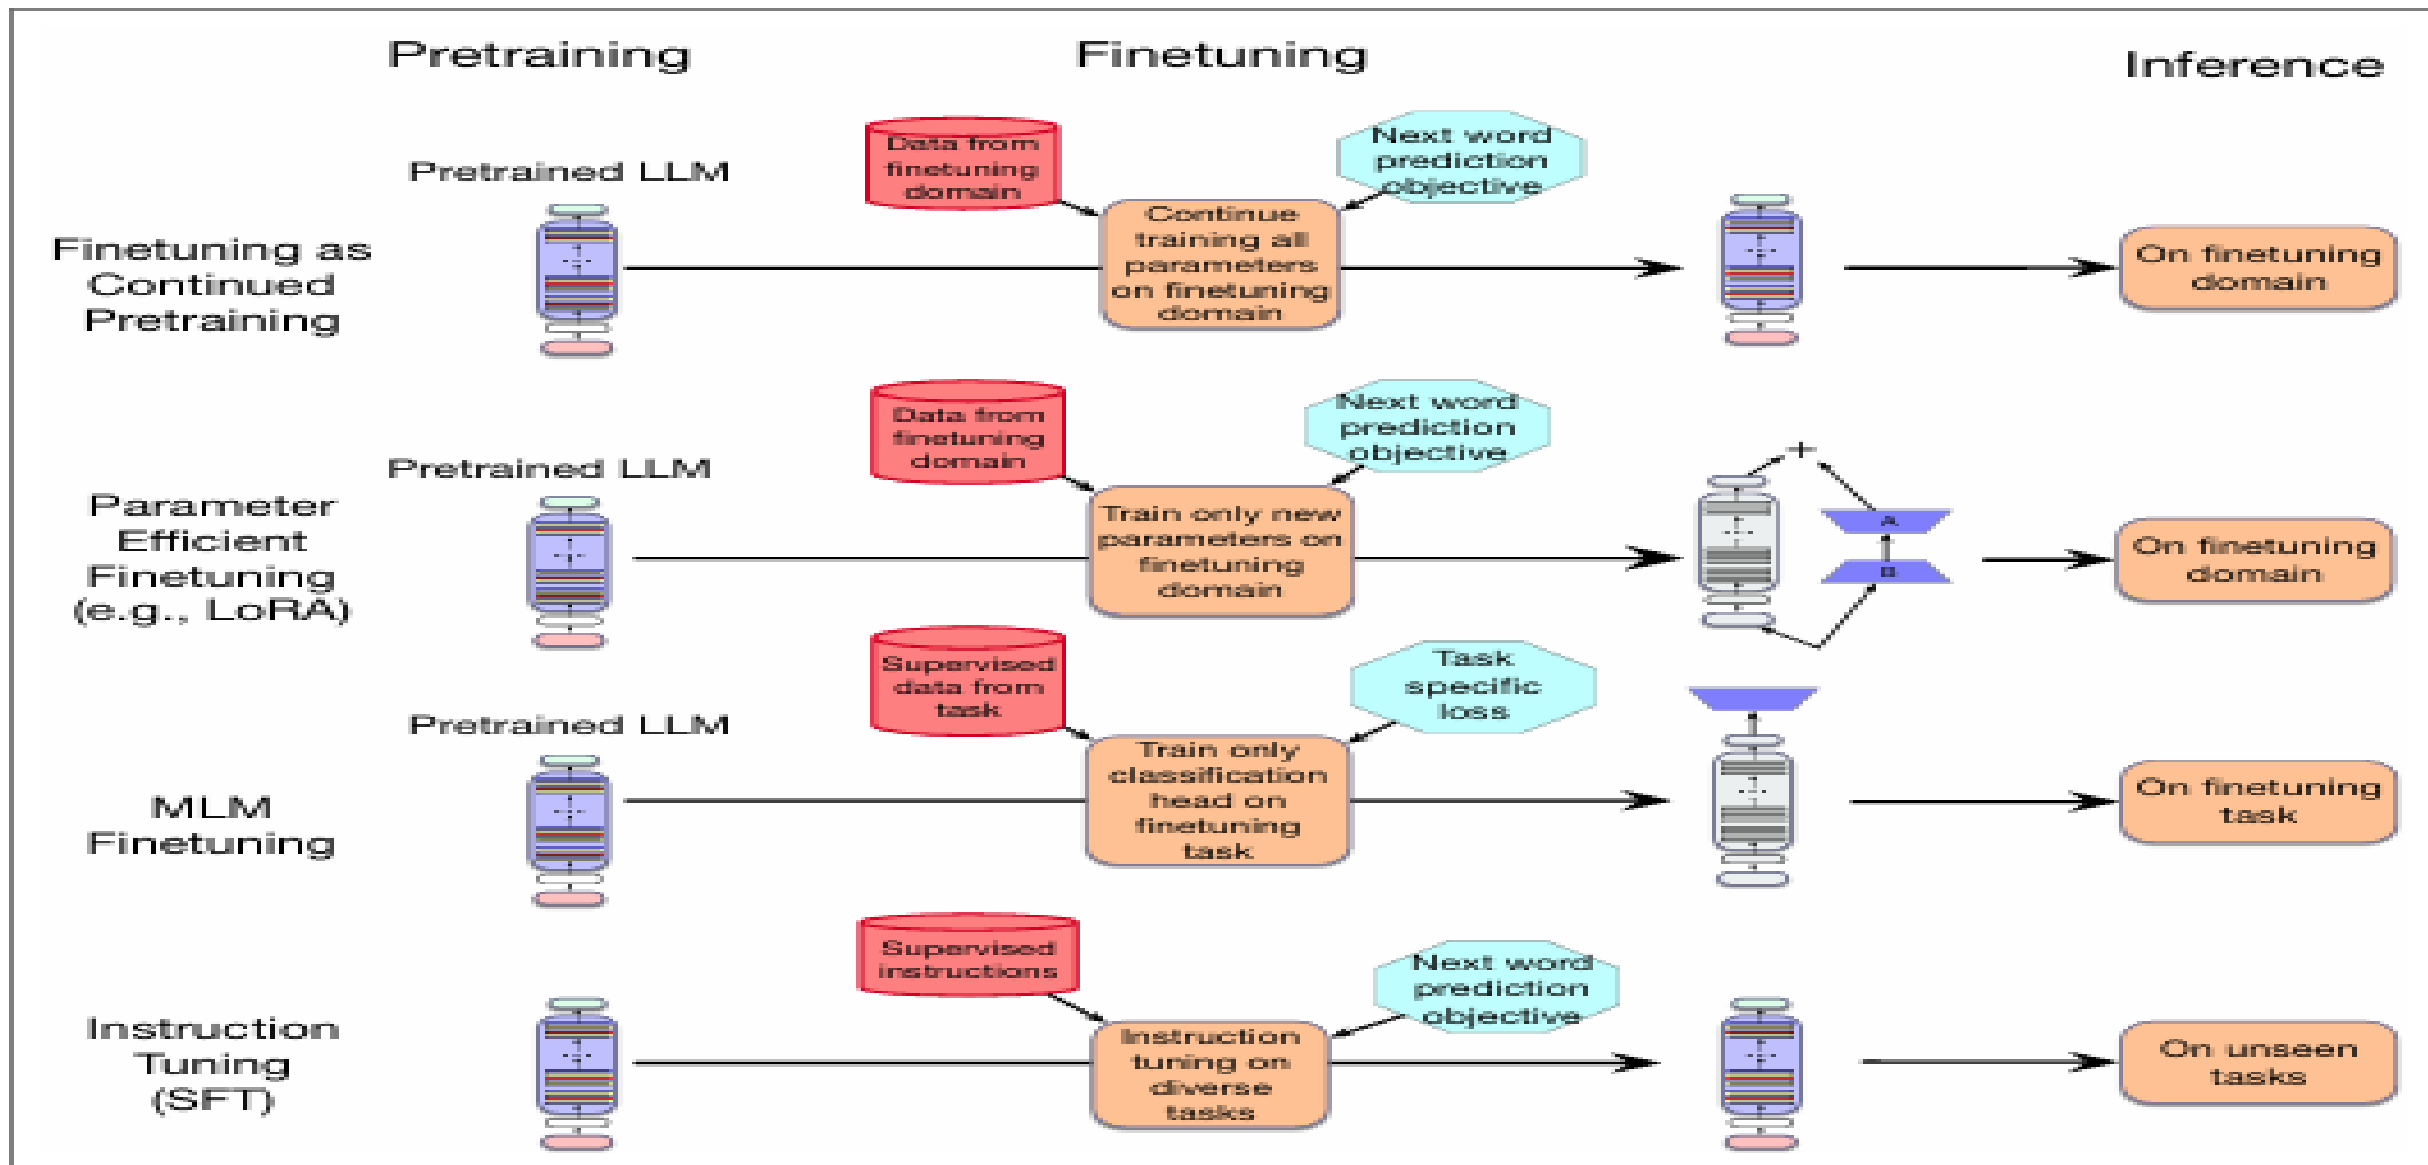 Pretraining
Finetuning
Inference
Finetuning as
Continued
Pretraining
Pretrained LLM
Data from
finetuning
domain
Next word
prediction
objective
Continue
training all
parameters
on finetuning
domain
On finetuning
domain
Parameter
Efficient
Finetuning
(e.g., LoRA)
Pretrained LLM
Data from
finetuning
domain
Next word
prediction
objective
Train only new
parameters on
finetuning
domain
+
A
B
On finetuning
domain
MLM
Finetuning
Pretrained LLM
Supervised
data from
task
Task
specific
loss
Train only
classification
head on
finetuning
task
On finetuning
task
Instruction
Tuning
(SFT)
Supervised
instructions
Next word
prediction
objective
Instruction
tuning on
diverse
tasks
On unseen
tasks